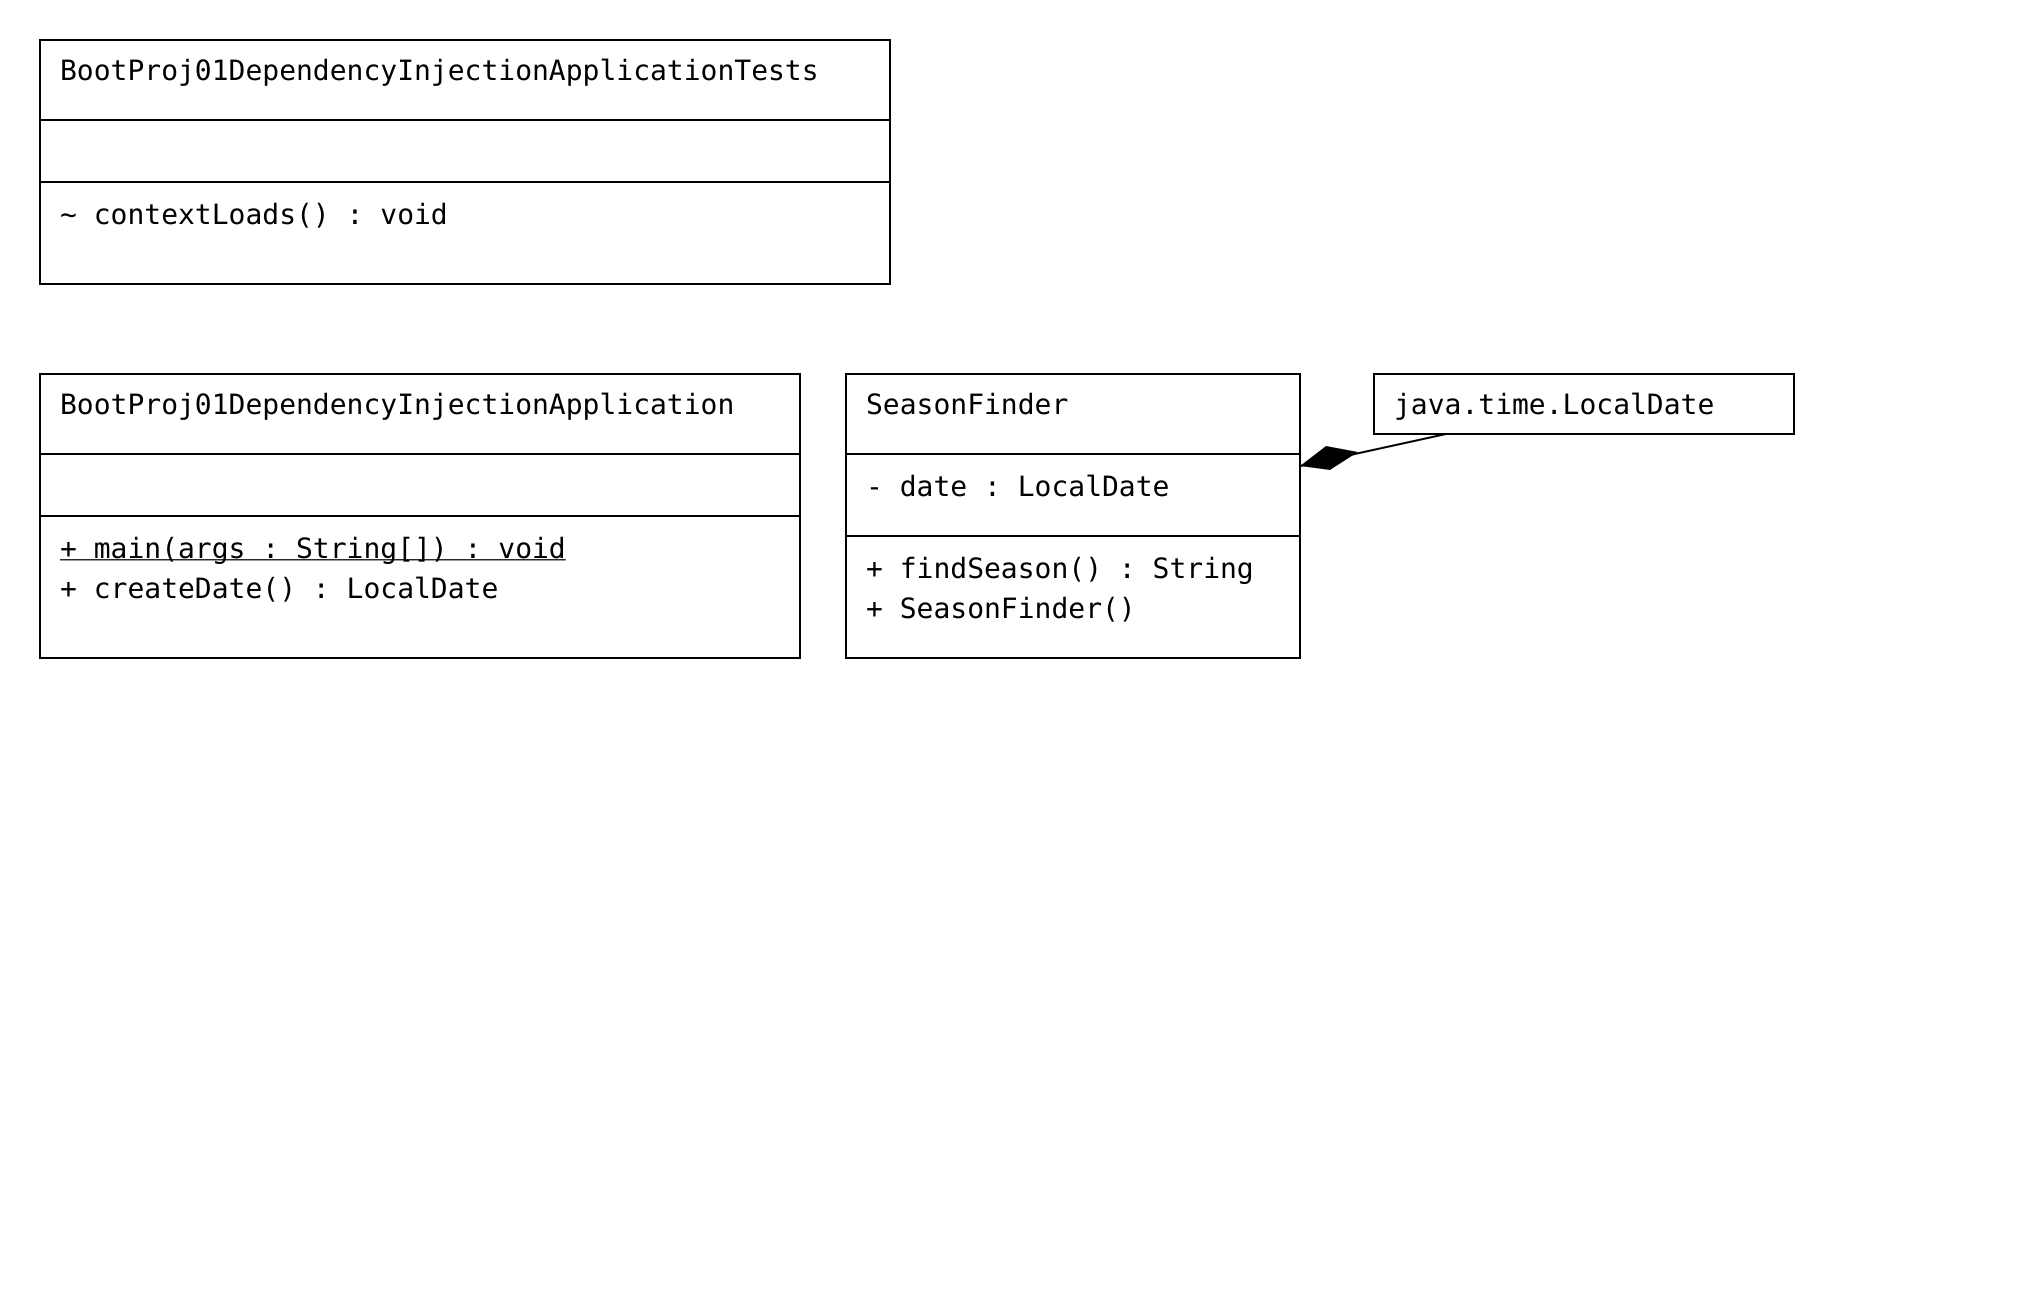 BootProj01DependencyInjectionApplicationTests
~ contextLoads() : void
BootProj01DependencyInjectionApplication
+ main(args : String[]) : void
+ createDate() : LocalDate
SeasonFinder
- date : LocalDate
+ findSeason() : String
+ SeasonFinder()
java.time.LocalDate